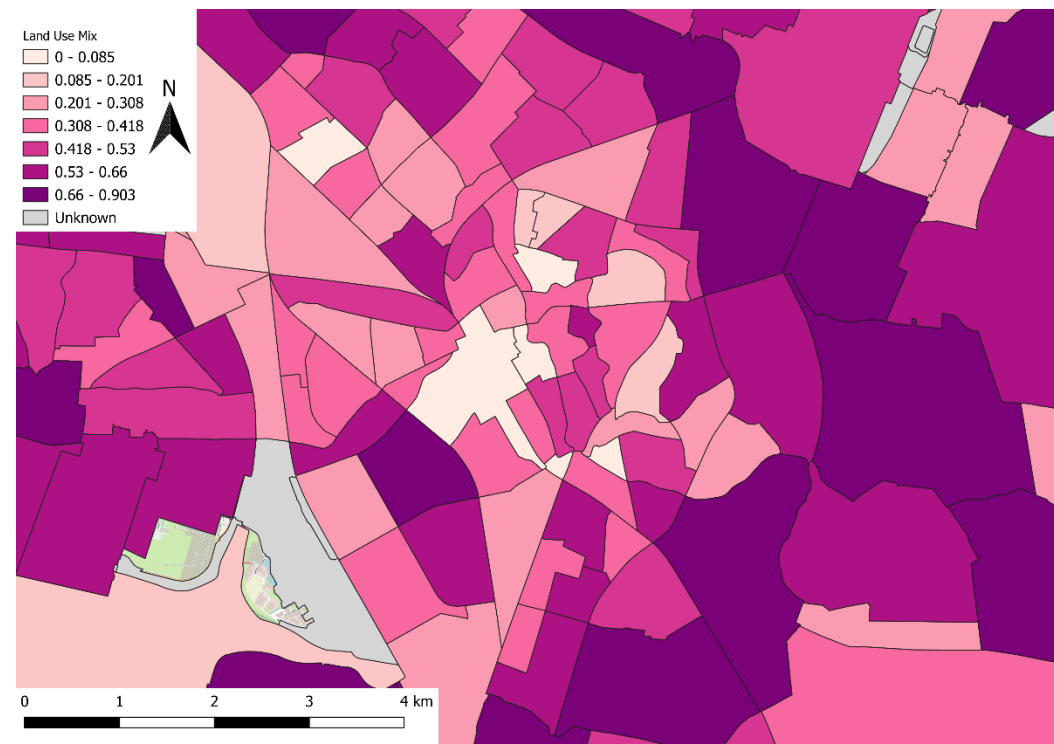 Land Use Mix
0 - 0.085
0.085 - 0.201
0.201 - 0.308
0.308 - 0.418
0.418 - 0.53
0.53 - 0.66
0.66 - 0.903
Unknown
N
0 1 2 3 4 km